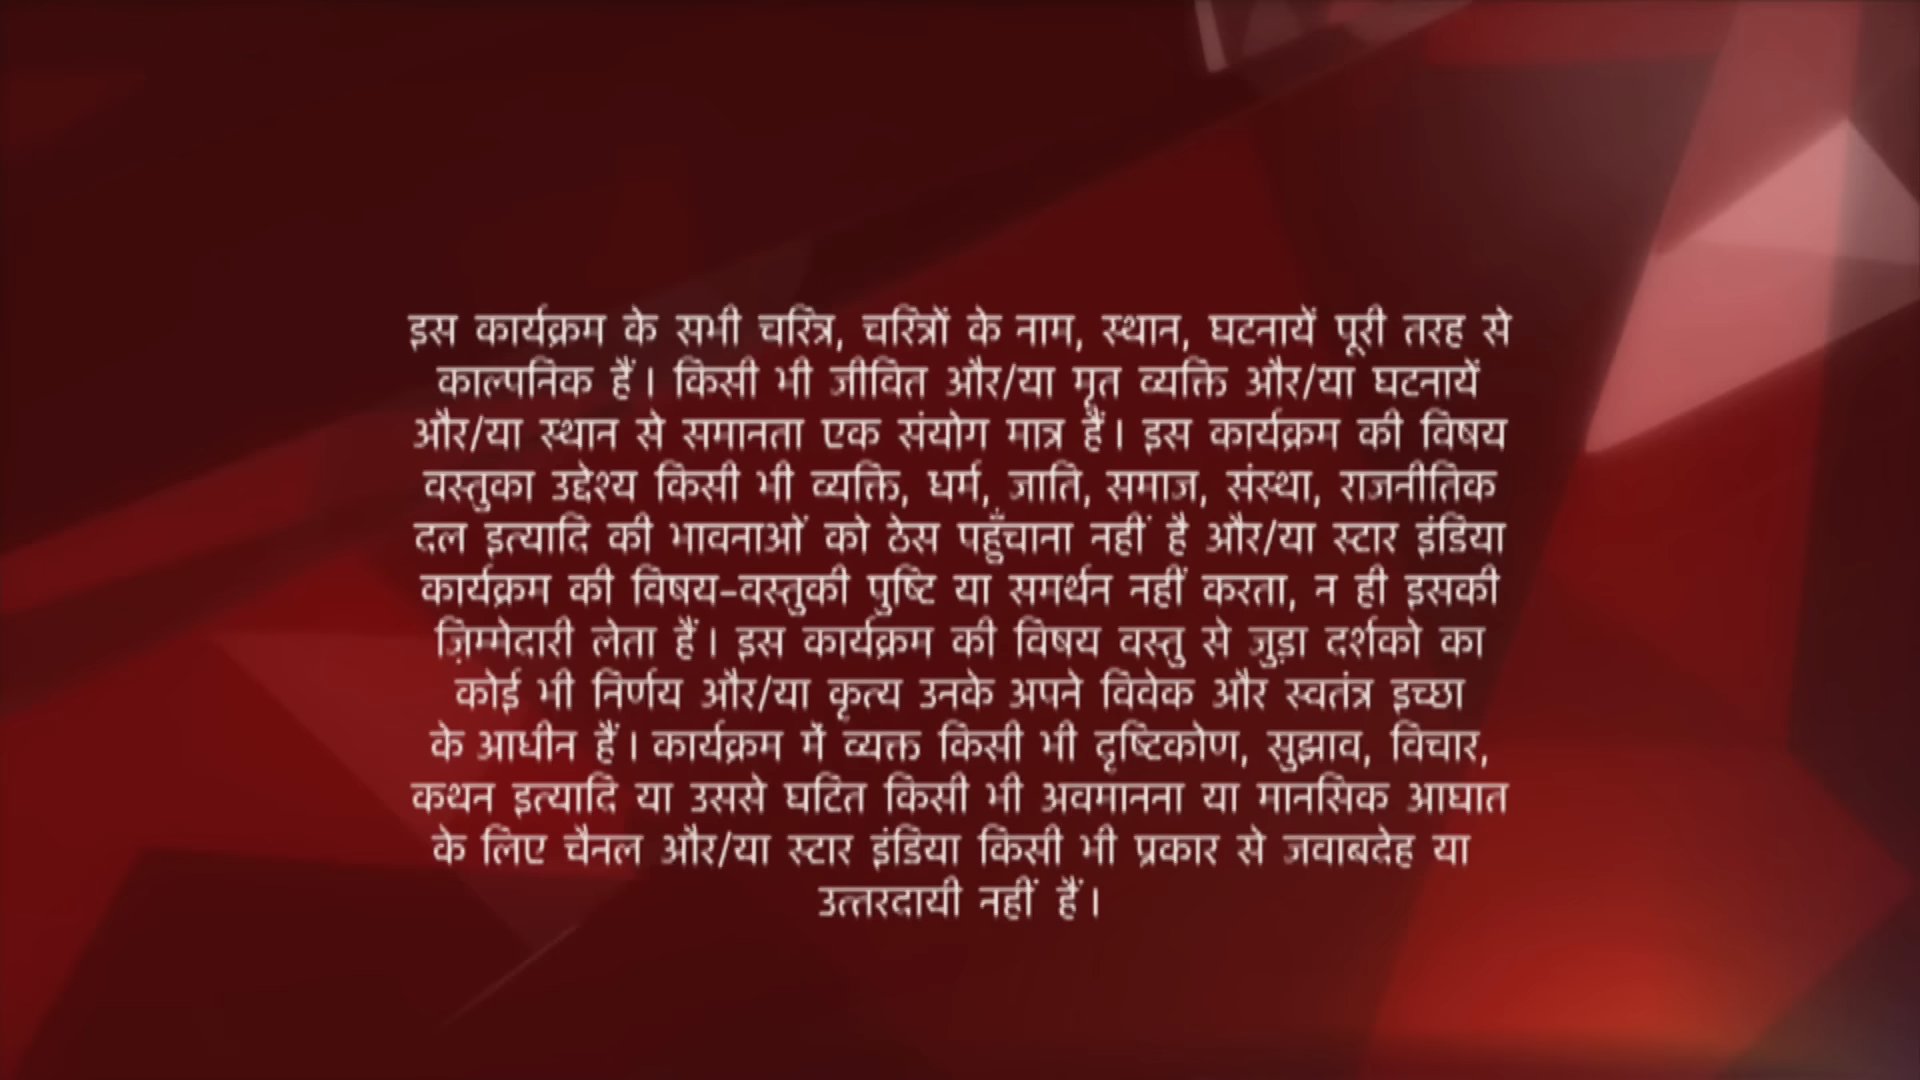 इस कार्यक्रम के सभी चरित्र, चरित्रों के नाम, स्थान, घटनायें पूरी तरह से
काल्पनिक हैं। किसी भी जीवित और/या मृत व्यक्ति और/या घटनायें
और/या स्थान से समानता एक संयोग मात्र हैं। इस कार्यक्रम की विषय
वस्तुका उद्देश्य किसी भी व्यक्ति, धर्म, जाति, समाज, संस्था, राजनीतिक
दल इत्यादि की भावनाओं को ठेस पहुँचाना नहीं है और/या स्टार इंडिया
कार्यक्रम की विषय-वस्तुकी पुष्टि या समर्थन नहीं करता, न ही इसकी
ज़िम्मेदारी लेता हैं। इस कार्यक्रम की विषय वस्तु से जुड़ा दर्शको का
कोई भी निर्णय और/या कृत्य उनके अपने विवेक और स्वतंत्र इच्छा
के आधीन हैं। कार्यक्रम में व्यक्त किसी भी दृष्टिकोण, सुझाव, विचार,
कथन इत्यादि या उससे घटित किसी भी अवमानना या मानसिक आघात
के लिए चैनल और/या स्टार इंडिया किसी भी प्रकार से जवाबदेह या
उत्तरदायी नहीं हैं।